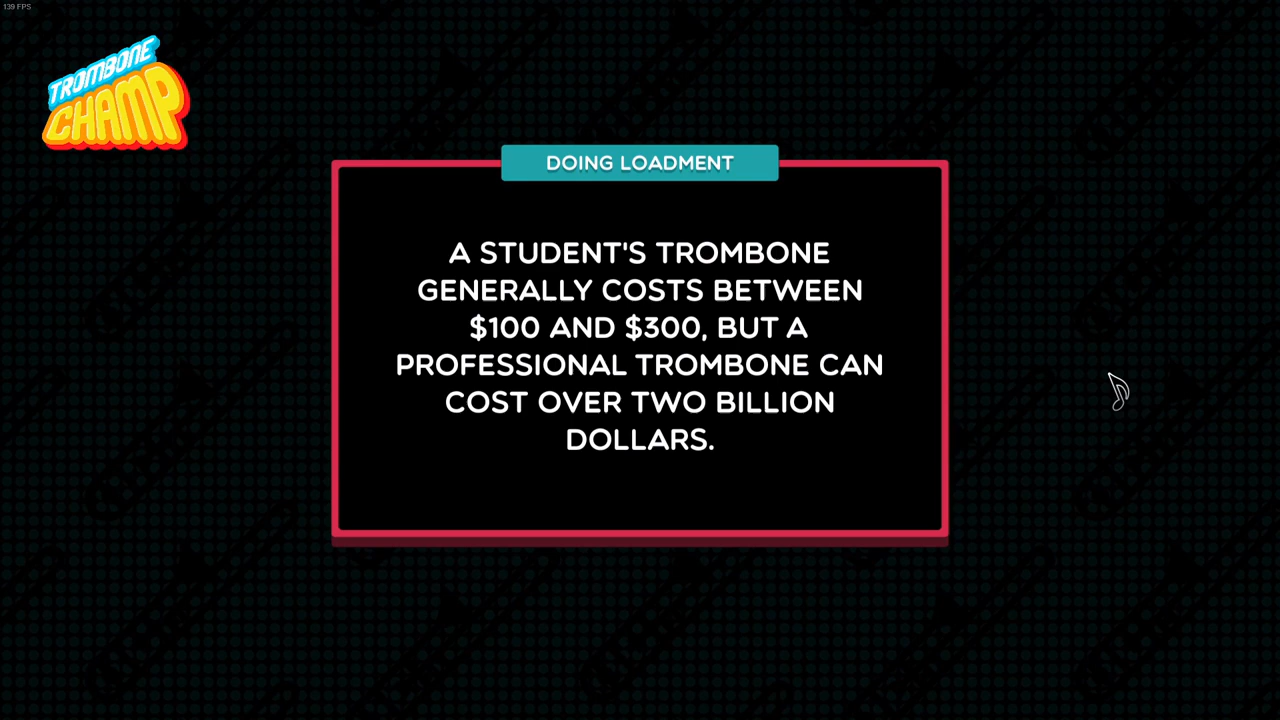 139 FPS
TROMBONE
CHAMP
DOING LOADMENT
A STUDENT'S TROMBONE
GENERALLY COSTS BETWEEN
$100 AND $300, BUT A
PROFESSIONAL TROMBONE CAN
COST OVER TWO BILLION
DOLLARS.